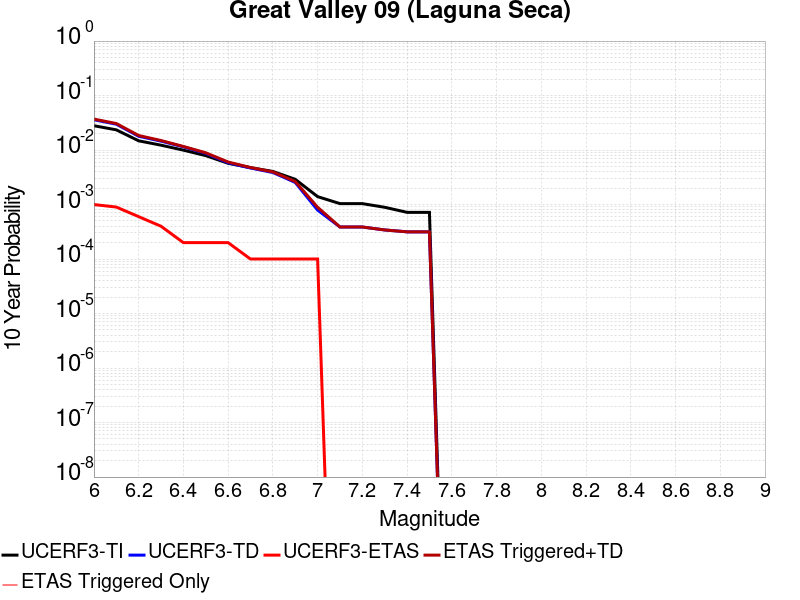 Great Valley 09 (Laguna Seca)
10^0
10^-1
10^-2
10^-3
10^-4
10^-5
10^-6
10^-7
10^-8
10 Year Probability
6 6.2 6.4 6.6 6.8 7 7.2 7.4 7.6 7.8 8 8.2 8.4 8.6 8.8 9
Magnitude
UCERF3-TI UCERF3-TD UCERF3-ETAS ETAS Triggered+TD
ETAS Triggered Only